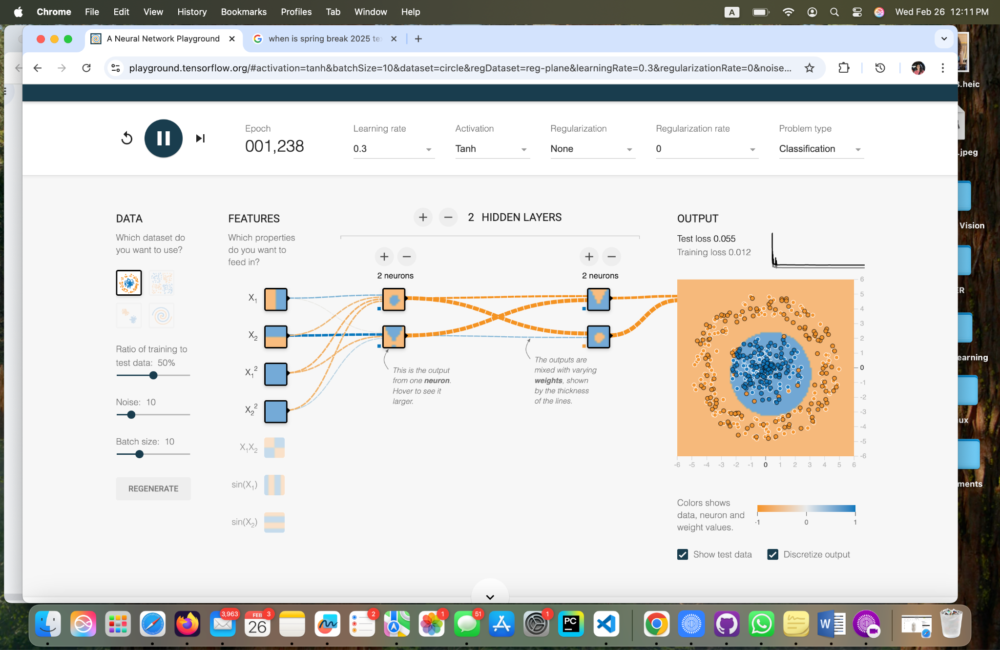 Chrome File Edit View History Bookmarks Profiles Tab Window Help
A Wed Feb 26 12:11 PM
A Neural Network Playground
when is spring break 2025 te
playground.tensorflow.org/#activation=tanh&batchSize=10&dataset=circle&regDataset=reg-plane&learningRate=0.3&regularizationRate=0&noise...
Epoch
001,238
Learning rate
0.3
Activation
Tanh
Regularization
None
Regularization rate
0
Problem type
Classification
DATA
Which dataset do
you want to use?
Ratio of training to
test data: 50%
Noise: 10
Batch size: 10
REGENERATE
FEATURES
Which properties
do you want to
feed in?
X1
X2
X1²
X2²
X1X2
sin(X1)
sin(X2)
+ − 2 HIDDEN LAYERS
+ −
2 neurons
+ −
2 neurons
This is the output
from one neuron.
Hover to see it
larger.
The outputs are
mixed with varying
weights, shown
by the thickness
of the lines.
OUTPUT
Test loss 0.055
Training loss 0.012
6
5
4
3
2
1
0
-1
-2
-3
-4
-5
-6
-6 -5 -4 -3 -2 -1 0 1 2 3 4 5 6
Colors shows
data, neuron and
weight values.
-1 0 1
Show test data
Discretize output
.heic
.jpeg
Vision
ER
earning
ux
ments
3,963
FEB 3
26
2
1
51
1
PC
W